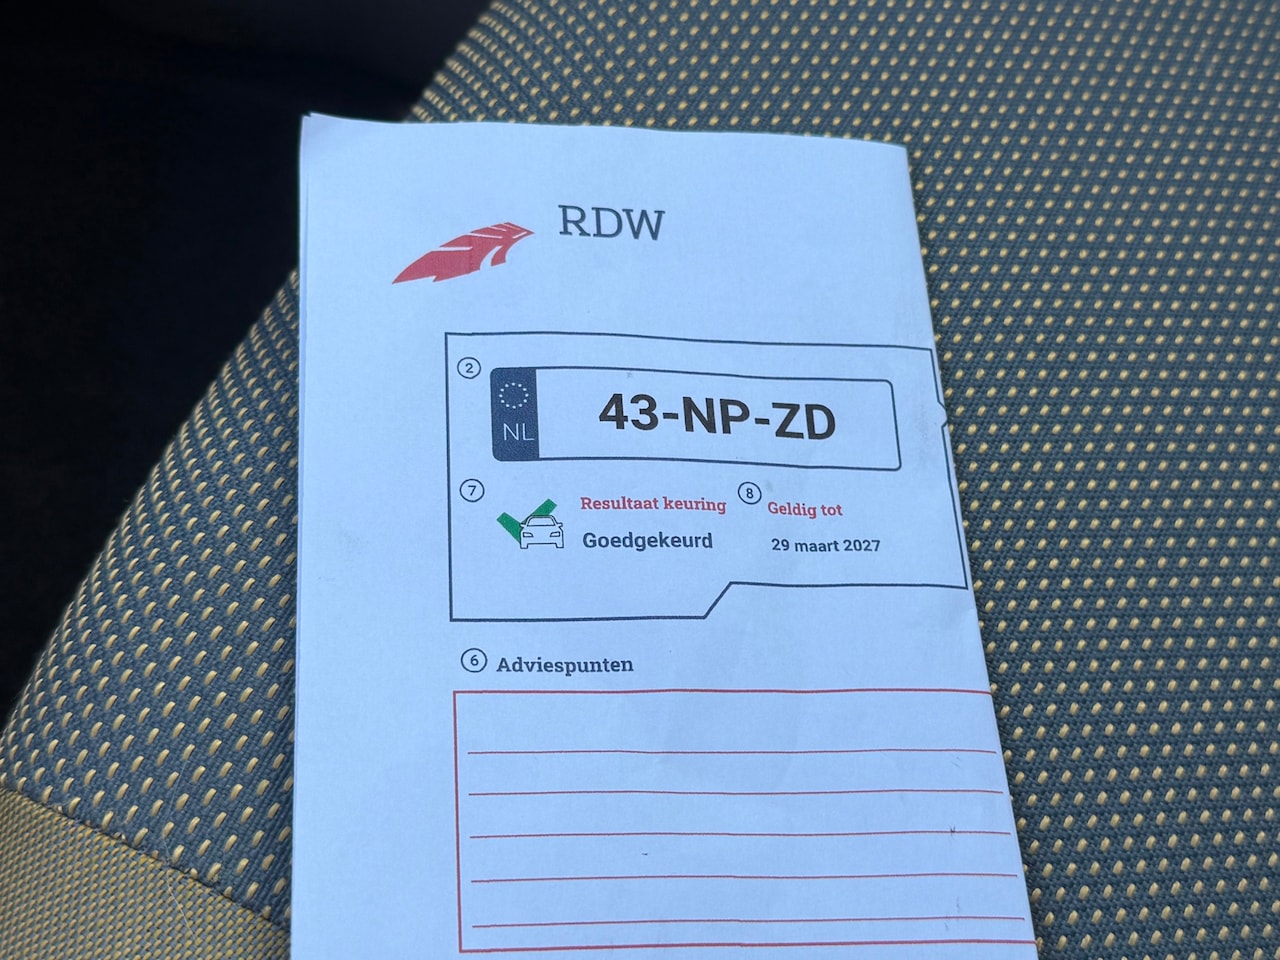 RDW
2
NL
43-NP-ZD
7
Resultaat keuring
8
Geldig tot
Goedgekeurd
29 maart 2027
6 Adviespunten